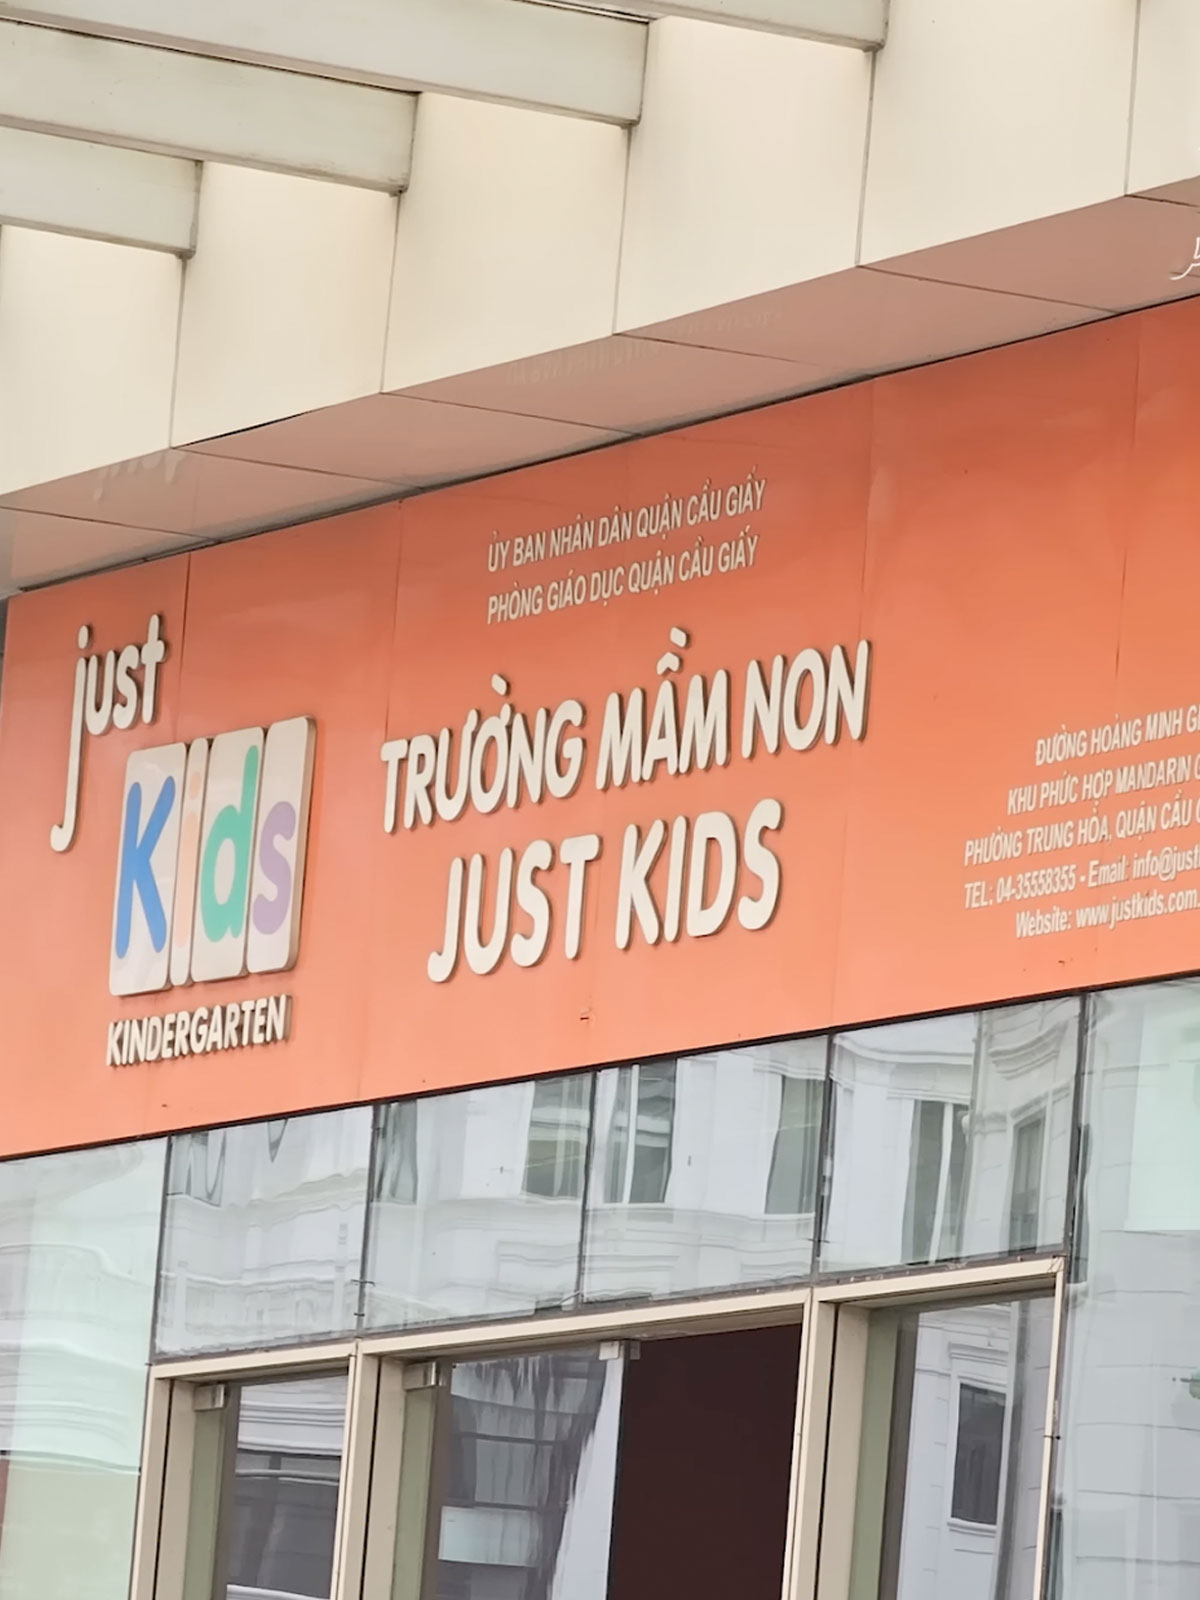 ỦY BAN NHÂN DÂN QUẬN CẦU GIẤY
PHÒNG GIÁO DỤC QUẬN CẦU GIẤY
just
Kids
KINDERGARTEN
TRƯỜNG MẦM NON
JUST KIDS
ĐƯỜNG HOÀNG MINH
KHU PHỨC HỢP MANDARIN
PHƯỜNG TRUNG HÒA, QUẬN CẦU
TEL: 04-35558355 - Email: info@just
Website: www.justkids.com.